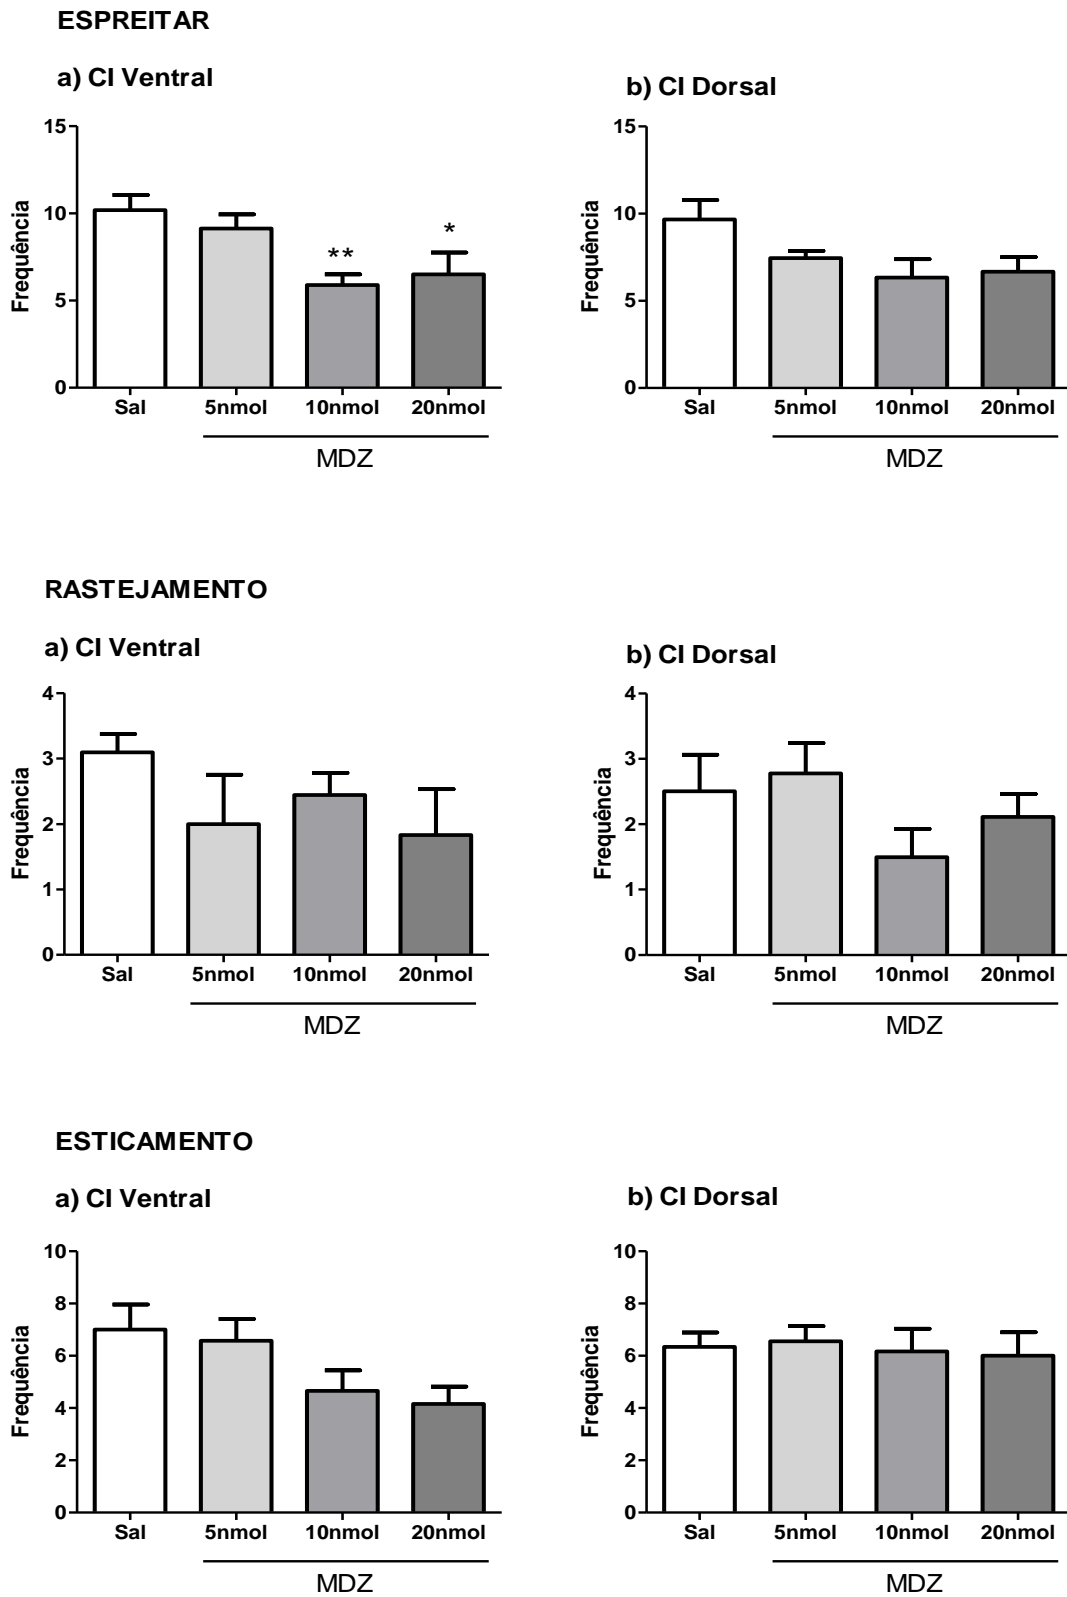 ESPREITAR
a) CI Ventral
Frequência
15
10
5
0
**
*
Sal 5nmol 10nmol 20nmol
MDZ
b) CI Dorsal
Frequência
15
10
5
0
Sal 5nmol 10nmol 20nmol
MDZ
RASTEJAMENTO
a) CI Ventral
Frequência
4
3
2
1
0
Sal 5nmol 10nmol 20nmol
MDZ
b) CI Dorsal
Frequência
4
3
2
1
0
Sal 5nmol 10nmol 20nmol
MDZ
ESTICAMENTO
a) CI Ventral
Frequência
10
8
6
4
2
0
Sal 5nmol 10nmol 20nmol
MDZ
b) CI Dorsal
Frequência
10
8
6
4
2
0
Sal 5nmol 10nmol 20nmol
MDZ